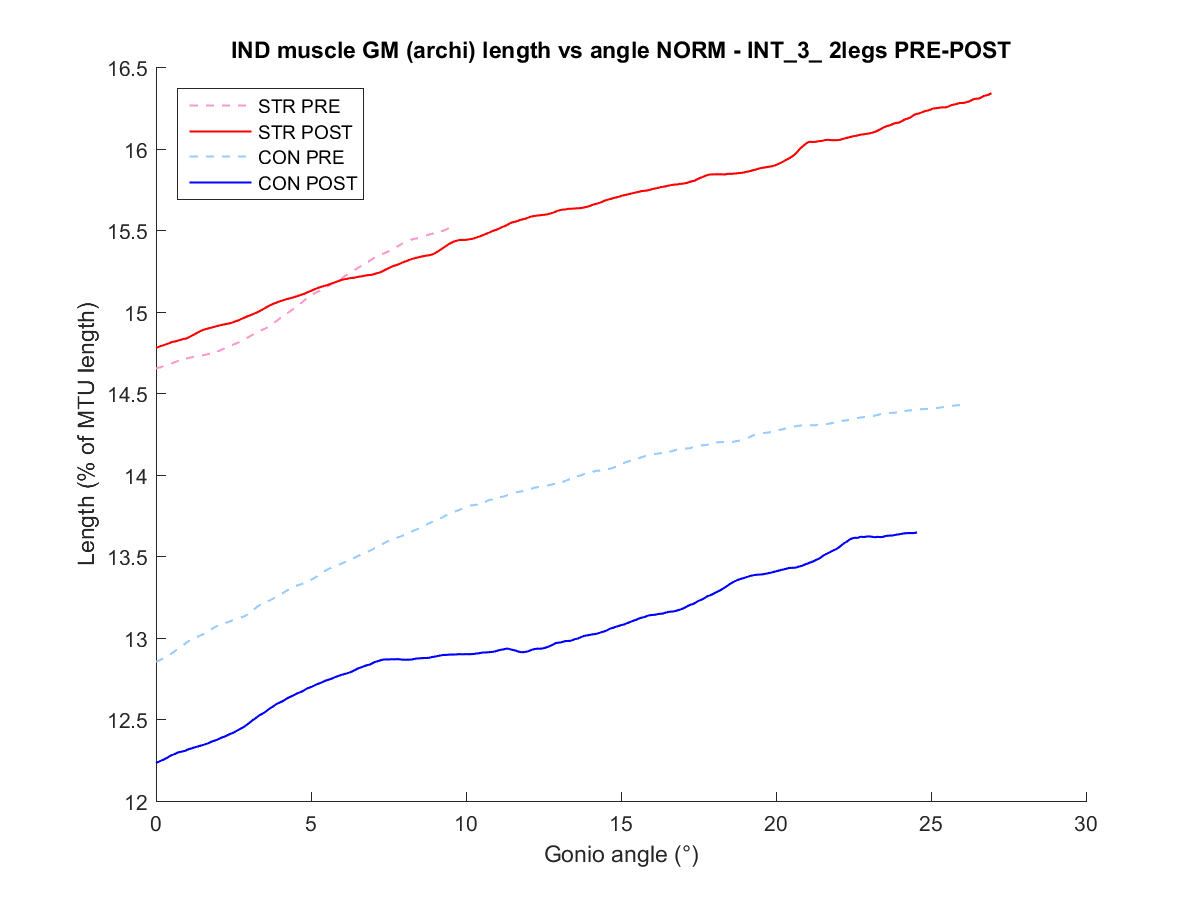 IND muscle GM (archi) length vs angle NORM - INT_3_ 2legs PRE-POST
16.5
16
15.5
15
14.5
14
13.5
13
12.5
12
Length (% of MTU length)
STR PRE
STR POST
CON PRE
CON POST
0
5
10
15
20
25
30
Gonio angle (°)